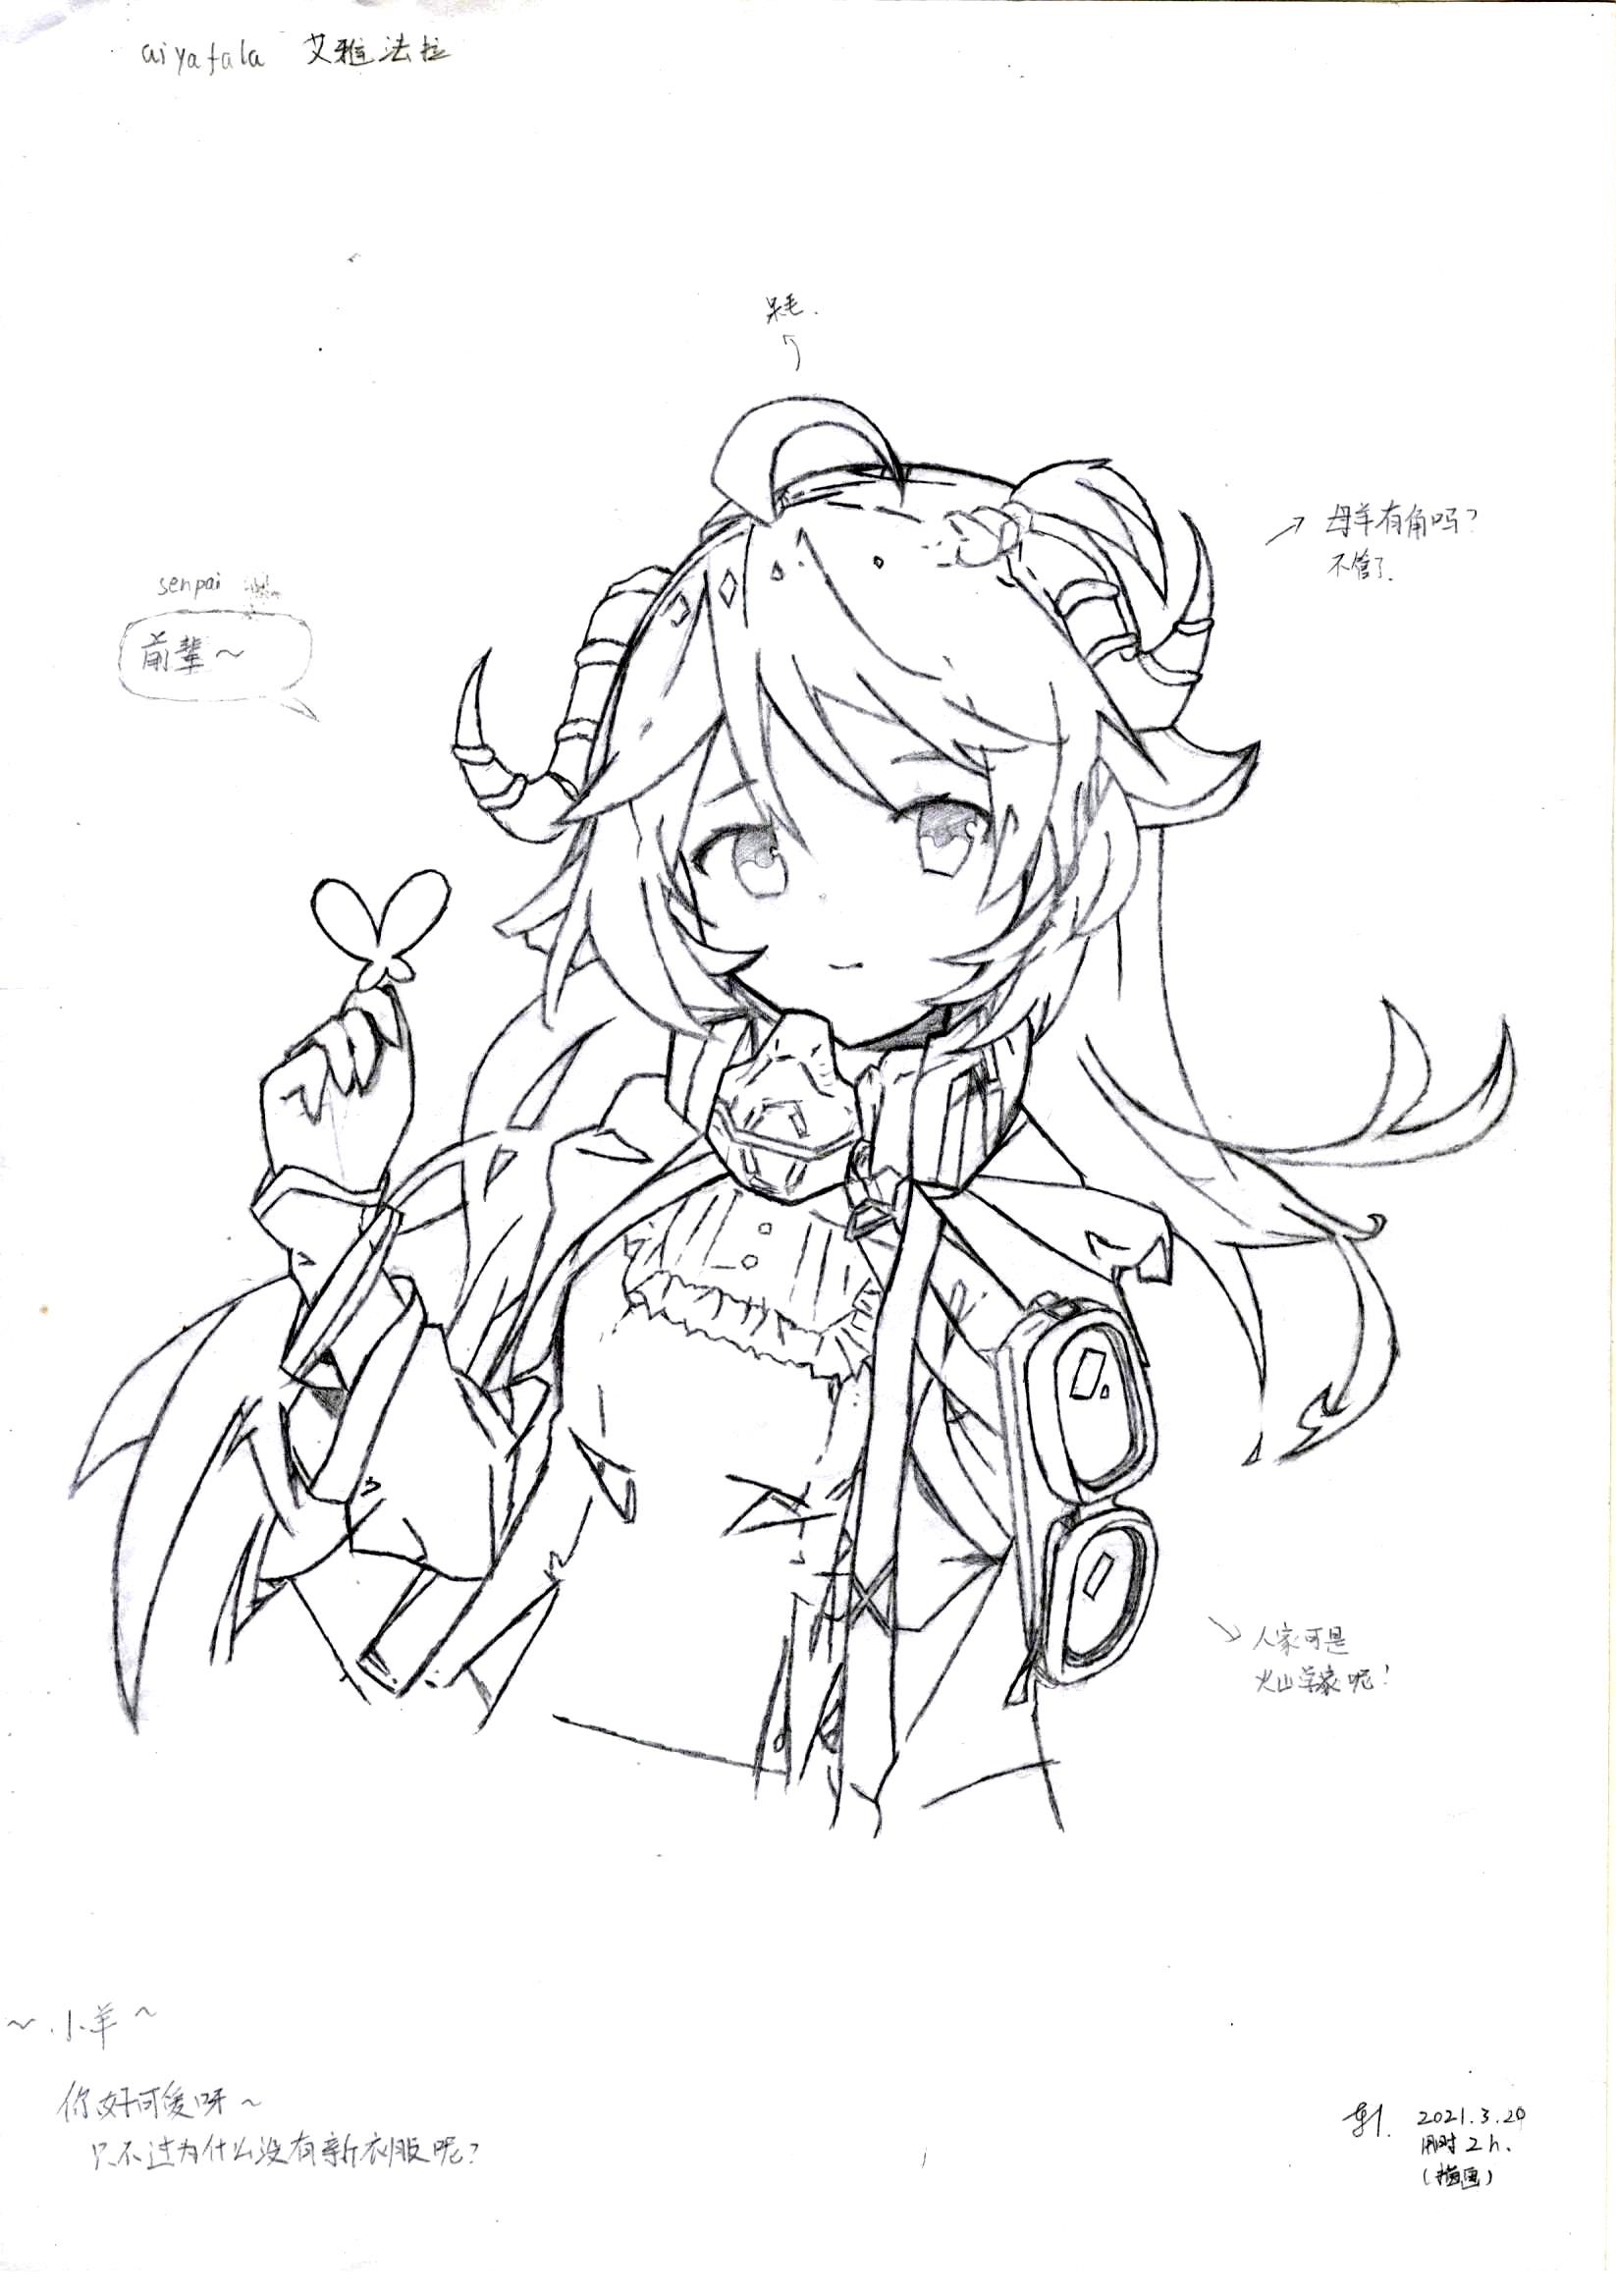 aiyafala 艾雅法拉
呆毛.
母羊有角吗?
不管了.
senpai
前辈~
人家可是
火山学家呢!
~小羊~
你好可爱呀~
只不过为什么没有新衣服呢?
2021.3.20
用时2h.
(描画)